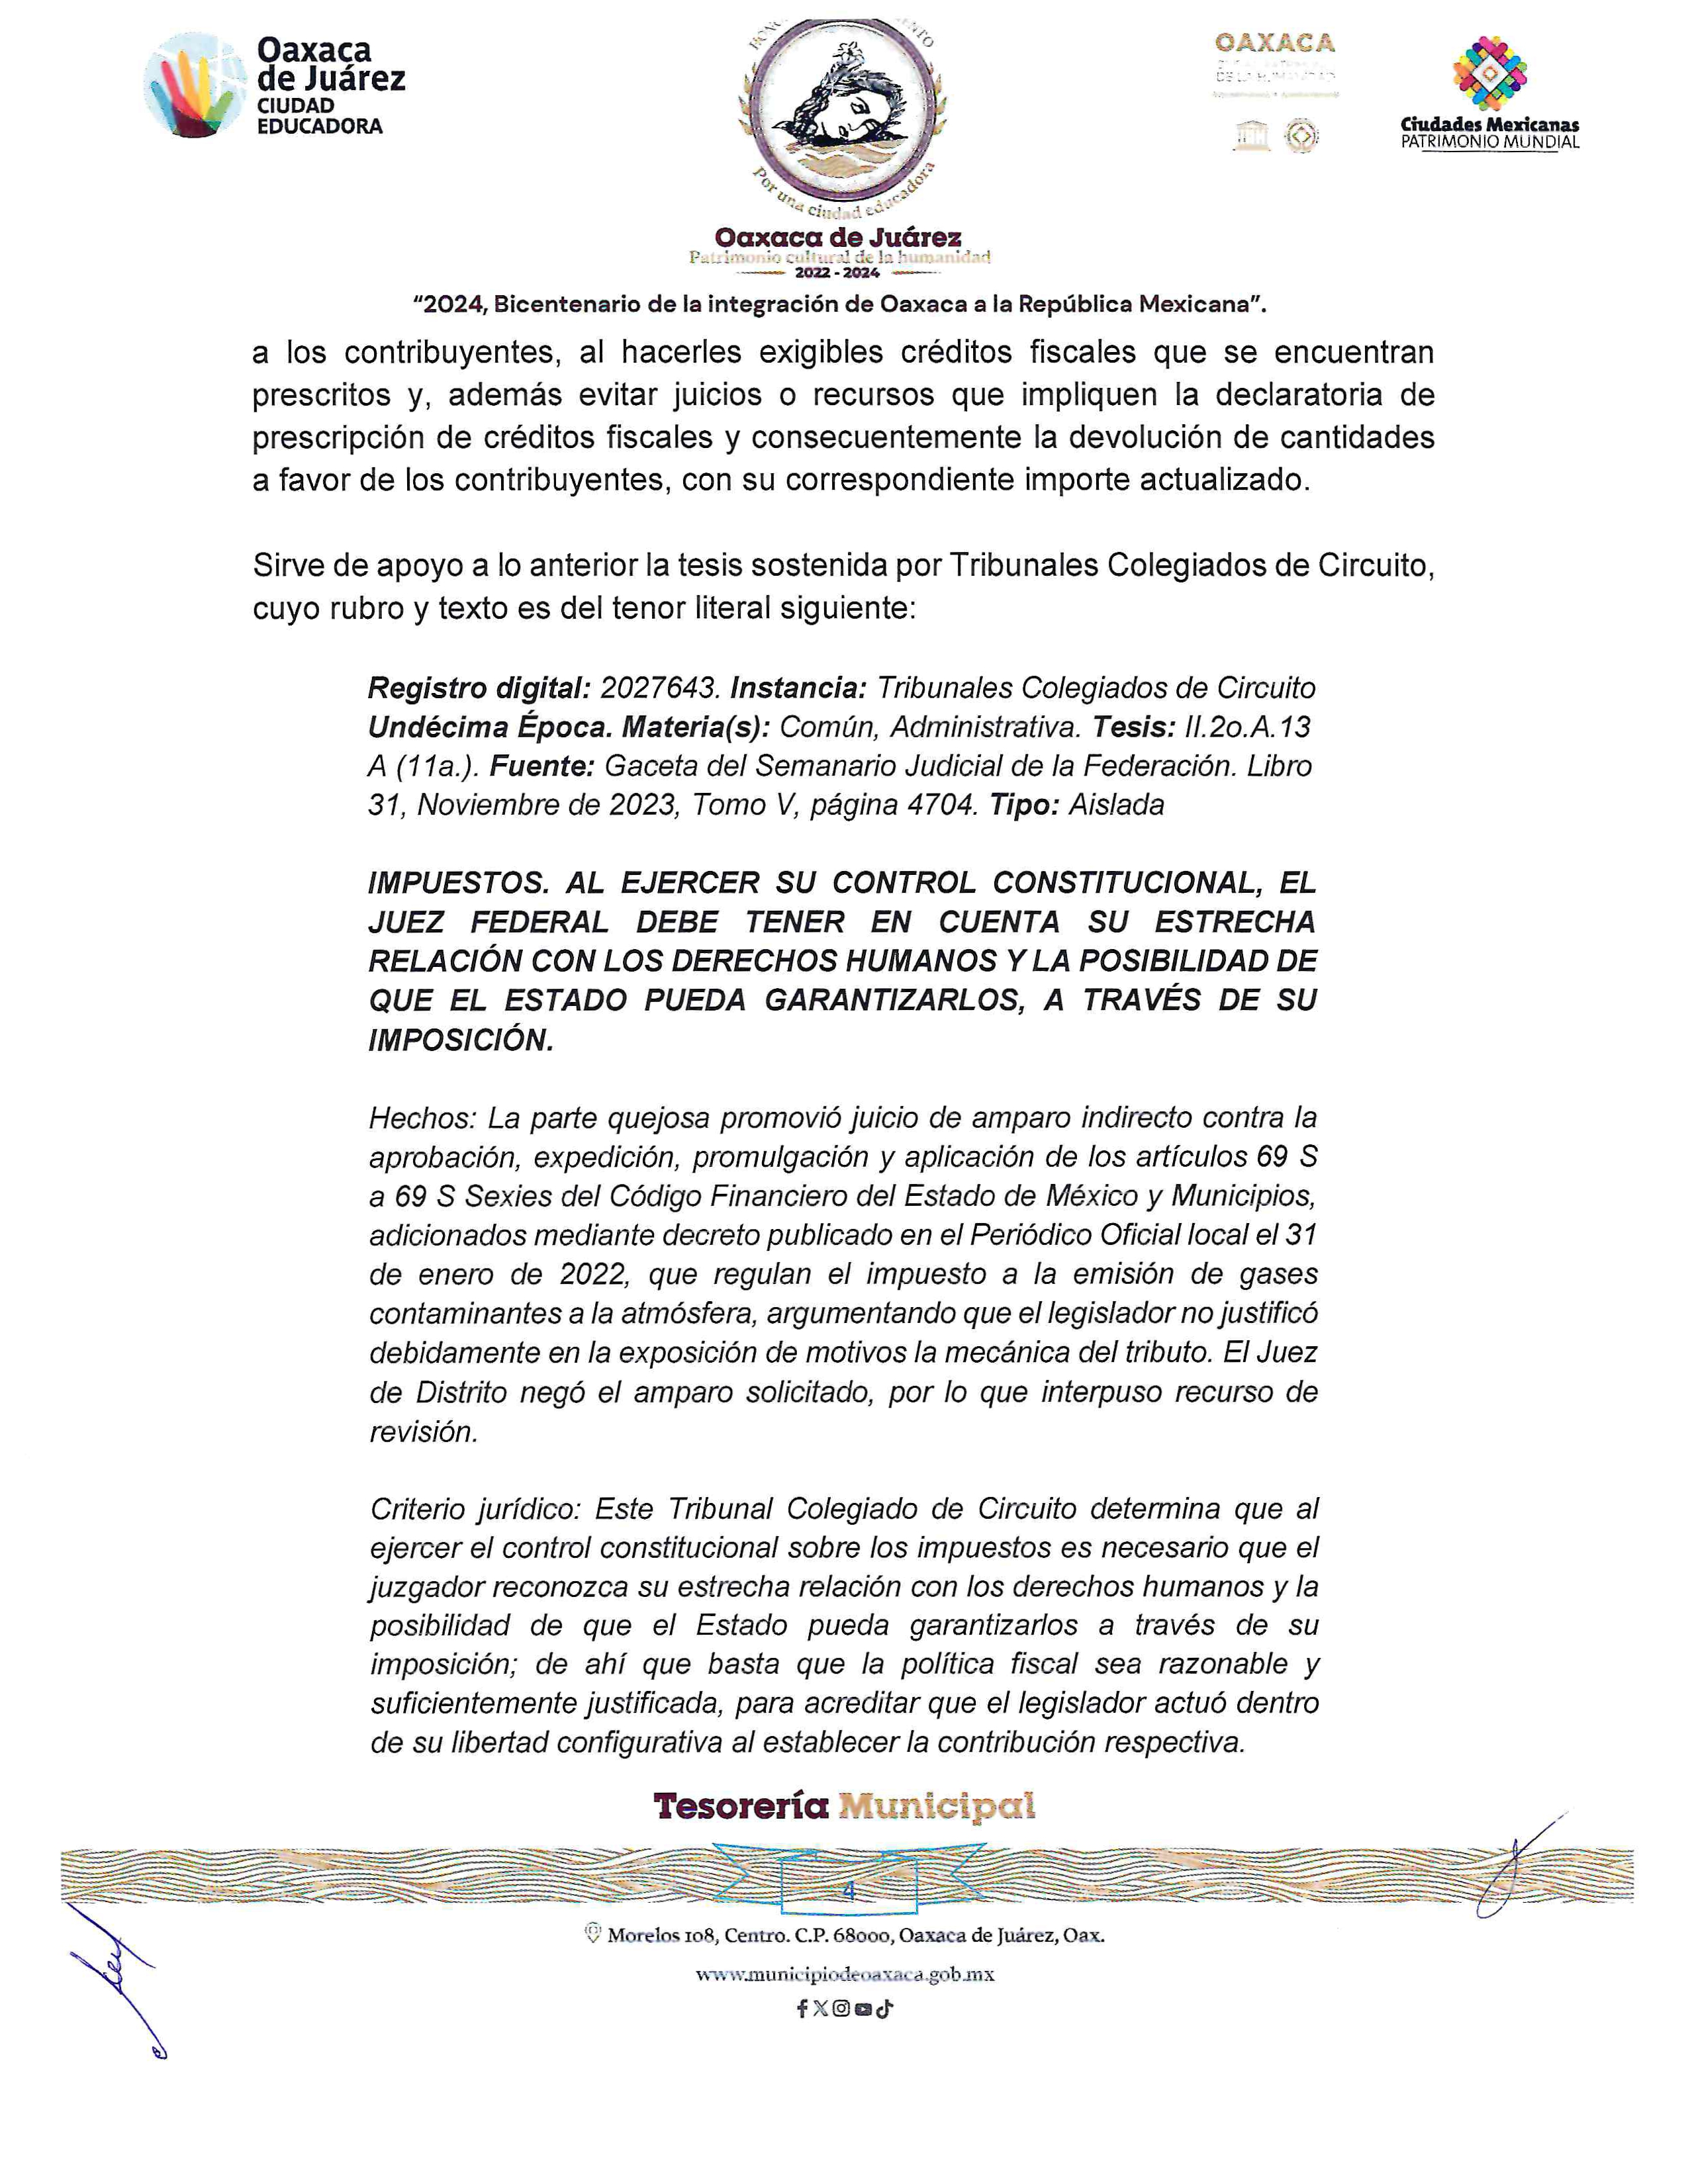 Oaxaca
de Juárez
CIUDAD
EDUCADORA
Por una ciudad educadora
Oaxaca de Juárez
Patrimonio cultural de la humanidad
2022 - 2024
OAXACA
Ciudades Mexicanas
PATRIMONIO MUNDIAL
“2024, Bicentenario de la integración de Oaxaca a la República Mexicana”.
a los contribuyentes, al hacerles exigibles créditos fiscales que se encuentran
prescritos y, además evitar juicios o recursos que impliquen la declaratoria de
prescripción de créditos fiscales y consecuentemente la devolución de cantidades
a favor de los contribuyentes, con su correspondiente importe actualizado.
Sirve de apoyo a lo anterior la tesis sostenida por Tribunales Colegiados de Circuito,
cuyo rubro y texto es del tenor literal siguiente:
Registro digital: 2027643. Instancia: Tribunales Colegiados de Circuito
Undécima Época. Materia(s): Común, Administrativa. Tesis: II.2o.A.13
A (11a.). Fuente: Gaceta del Semanario Judicial de la Federación. Libro
31, Noviembre de 2023, Tomo V, página 4704. Tipo: Aislada
IMPUESTOS. AL EJERCER SU CONTROL CONSTITUCIONAL, EL
JUEZ FEDERAL DEBE TENER EN CUENTA SU ESTRECHA
RELACIÓN CON LOS DERECHOS HUMANOS Y LA POSIBILIDAD DE
QUE EL ESTADO PUEDA GARANTIZARLOS, A TRAVÉS DE SU
IMPOSICIÓN.
Hechos: La parte quejosa promovió juicio de amparo indirecto contra la
aprobación, expedición, promulgación y aplicación de los artículos 69 S
a 69 S Sexies del Código Financiero del Estado de México y Municipios,
adicionados mediante decreto publicado en el Periódico Oficial local el 31
de enero de 2022, que regulan el impuesto a la emisión de gases
contaminantes a la atmósfera, argumentando que el legislador no justificó
debidamente en la exposición de motivos la mecánica del tributo. El Juez
de Distrito negó el amparo solicitado, por lo que interpuso recurso de
revisión.
Criterio jurídico: Este Tribunal Colegiado de Circuito determina que al
ejercer el control constitucional sobre los impuestos es necesario que el
juzgador reconozca su estrecha relación con los derechos humanos y la
posibilidad de que el Estado pueda garantizarlos a través de su
imposición; de ahí que basta que la política fiscal sea razonable y
suficientemente justificada, para acreditar que el legislador actuó dentro
de su libertad configurativa al establecer la contribución respectiva.
Tesorería Municipal
4
Morelos 108, Centro. C.P. 68000, Oaxaca de Juárez, Oax.
www.municipiodeoaxaca.gob.mx